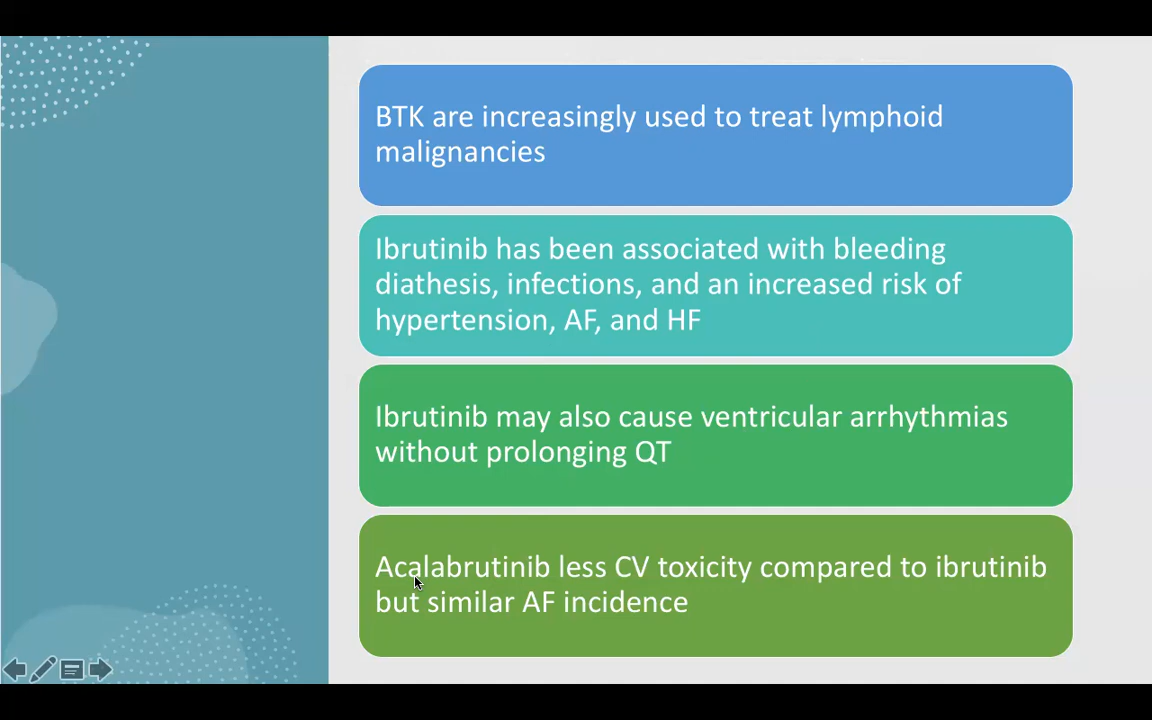 BTK are increasingly used to treat lymphoid
malignancies
Ibrutinib has been associated with bleeding
diathesis, infections, and an increased risk of
hypertension, AF, and HF
Ibrutinib may also cause ventricular arrhythmias
without prolonging QT
Acalabrutinib less CV toxicity compared to ibrutinib
but similar AF incidence